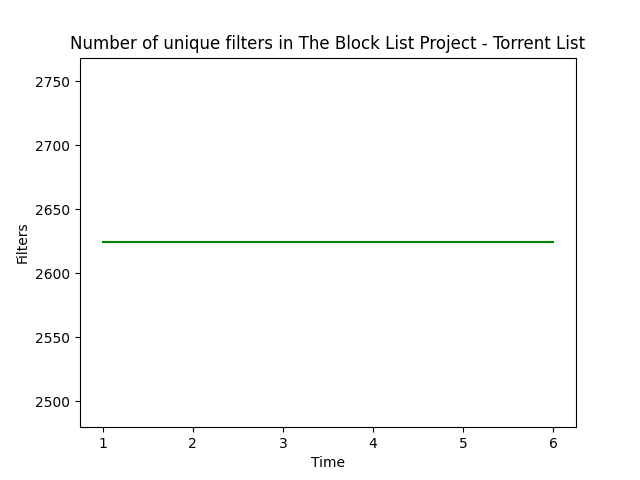 Number of unique filters in The Block List Project - Torrent List
2750
2700
2650
2600
2550
2500
Filters
1 2 3 4 5 6
Time